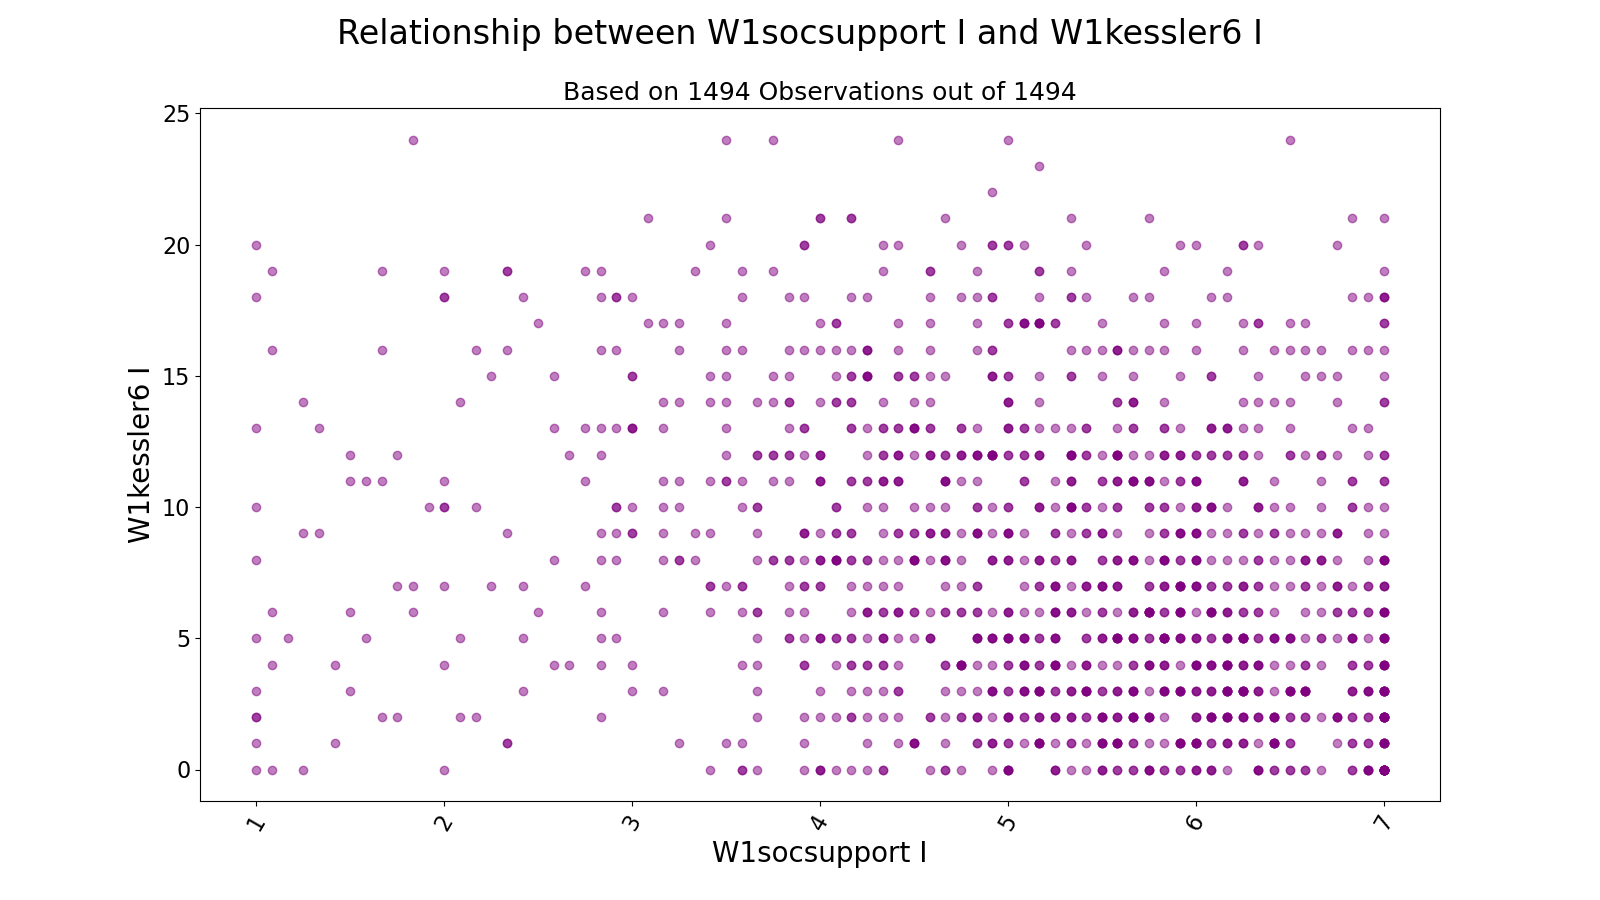 Relationship between W1socsupport I and W1kessler6 I
Based on 1494 Observations out of 1494
25
20
15
10
5
0
W1kessler6 I
1 2 3 4 5 6 7
W1socsupport I